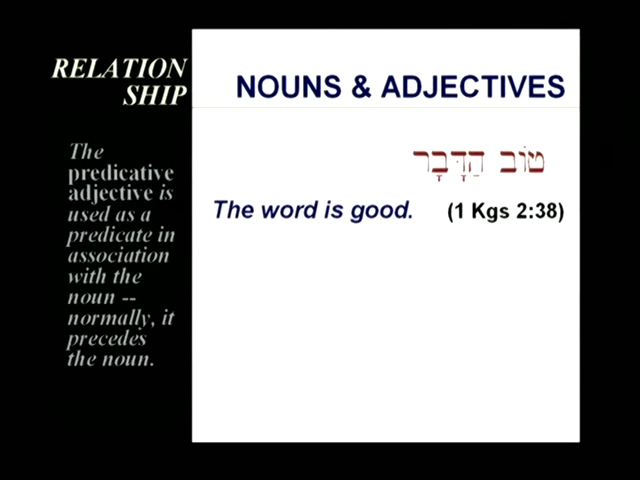 RELATION
SHIP
The
predicative
adjective is
used as a
predicate in
association
with the
noun --
normally, it
precedes
the noun.
NOUNS & ADJECTIVES
טוֹב הַדָּבָר
The word is good. (1 Kgs 2:38)